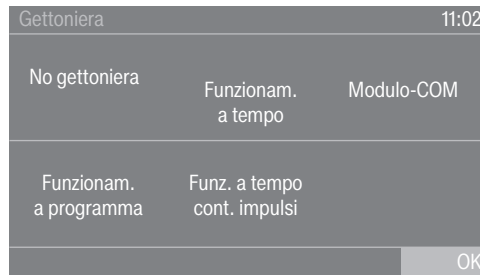 Gettoniera 11:02
No gettoniera
Funzionam.
a tempo
Modulo-COM
Funzionam.
a programma
Funz. a tempo
cont. impulsi
OK